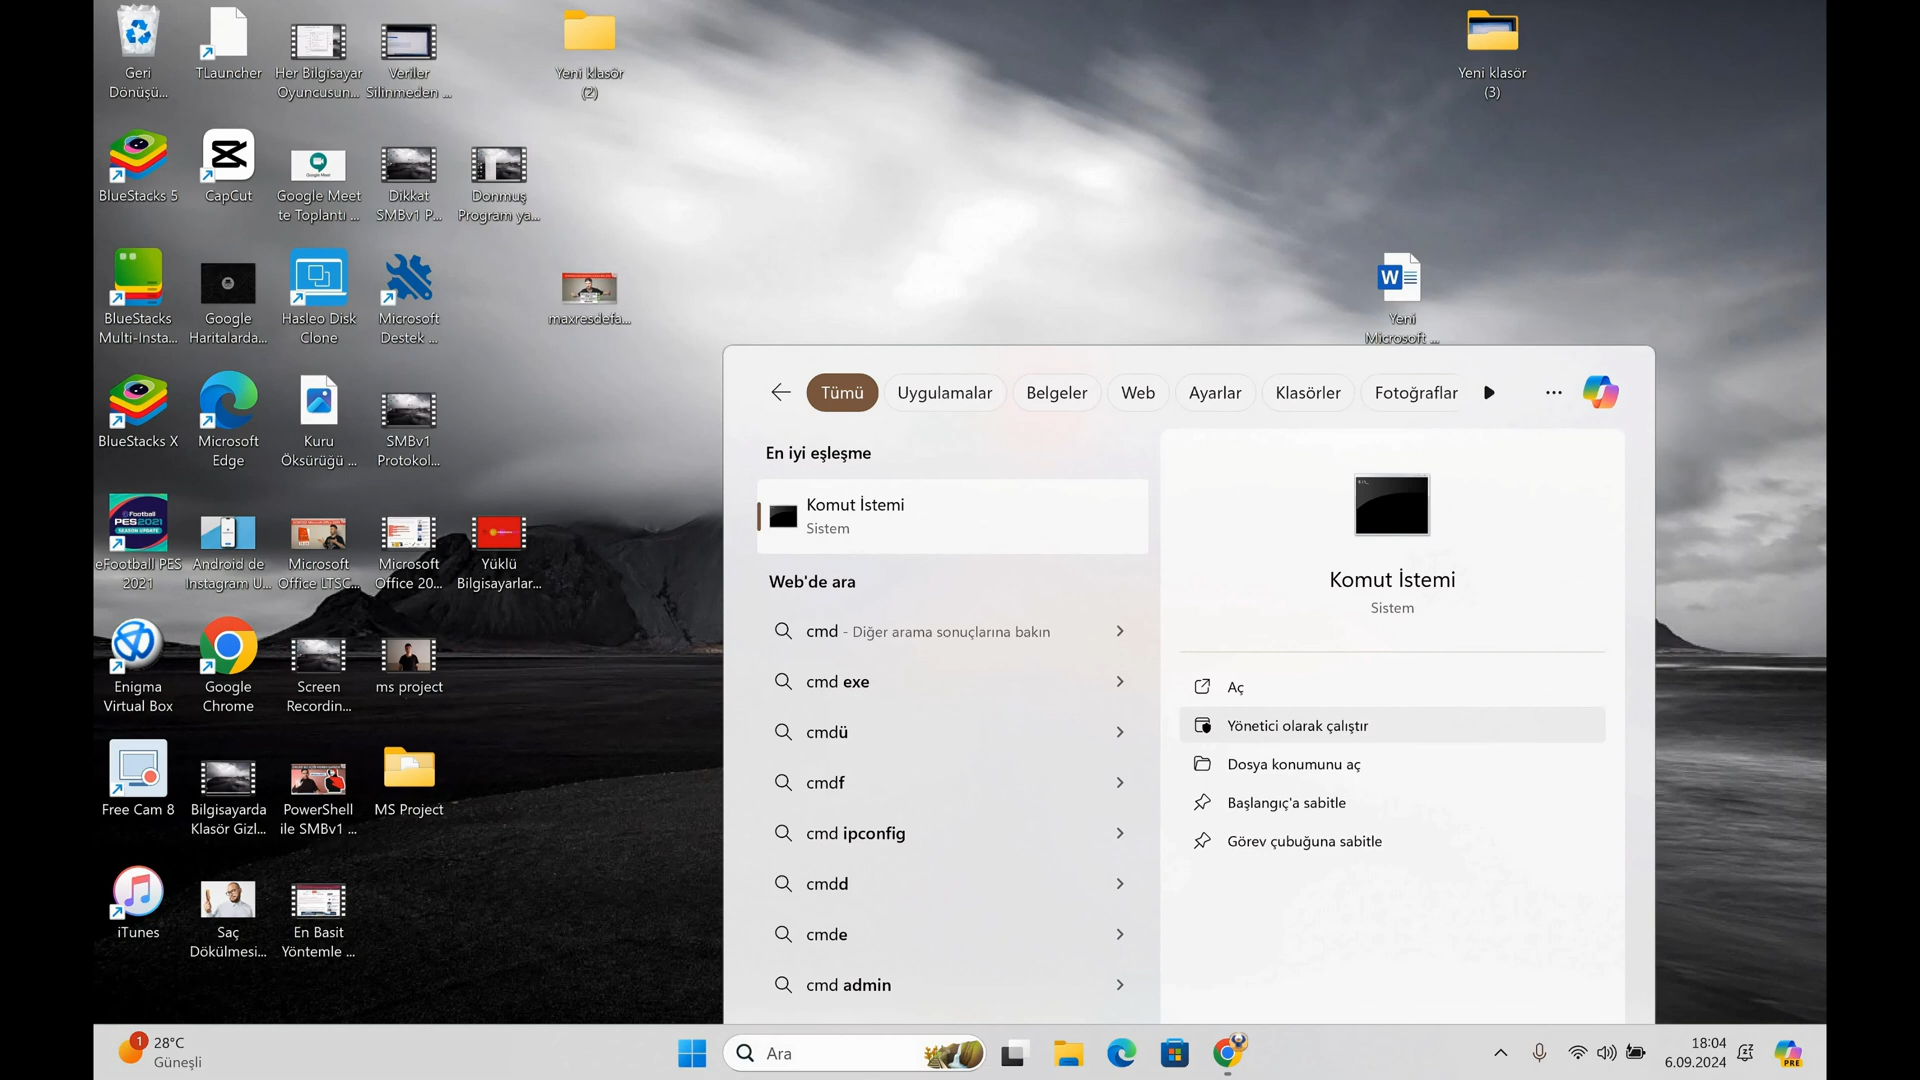 Geri
Dönüşü...
TLauncher
Her Bilgisayar
Oyuncusun...
Veriler
Silinmeden ...
Yeni klasör
(2)
Yeni klasör
(3)
BlueStacks 5
CapCut
Google Meet
te Toplantı ...
Dikkat
SMBv1 P...
Donmuş
Program ya...
BlueStacks
Multi-Insta...
Google
Haritalarda...
Hasleo Disk
Clone
Microsoft
Destek ...
maxresdefa...
Yeni
Microsoft ...
BlueStacks X
Microsoft
Edge
Kuru
Öksürüğü ...
SMBv1
Protokol...
eFootball PES
2021
Android de
Instagram U...
Microsoft
Office LTSC...
Microsoft
Office 20...
Yüklü
Bilgisayarlar...
Enigma
Virtual Box
Google
Chrome
Screen
Recordin...
ms project
Free Cam 8
Bilgisayarda
Klasör Gizl...
PowerShell
ile SMBv1 ...
MS Project
iTunes
Saç
Dökülmesi...
En Basit
Yöntemle ...
Tümü Uygulamalar Belgeler Web Ayarlar Klasörler Fotoğraflar
En iyi eşleşme
Komut İstemi
Sistem
Web'de ara
cmd - Diğer arama sonuçlarına bakın
cmd exe
cmdü
cmdf
cmd ipconfig
cmdd
cmde
cmd admin
Komut İstemi
Sistem
Aç
Yönetici olarak çalıştır
Dosya konumunu aç
Başlangıç'a sabitle
Görev çubuğuna sabitle
1
28°C
Güneşli
Ara
18:04
6.09.2024
PRE